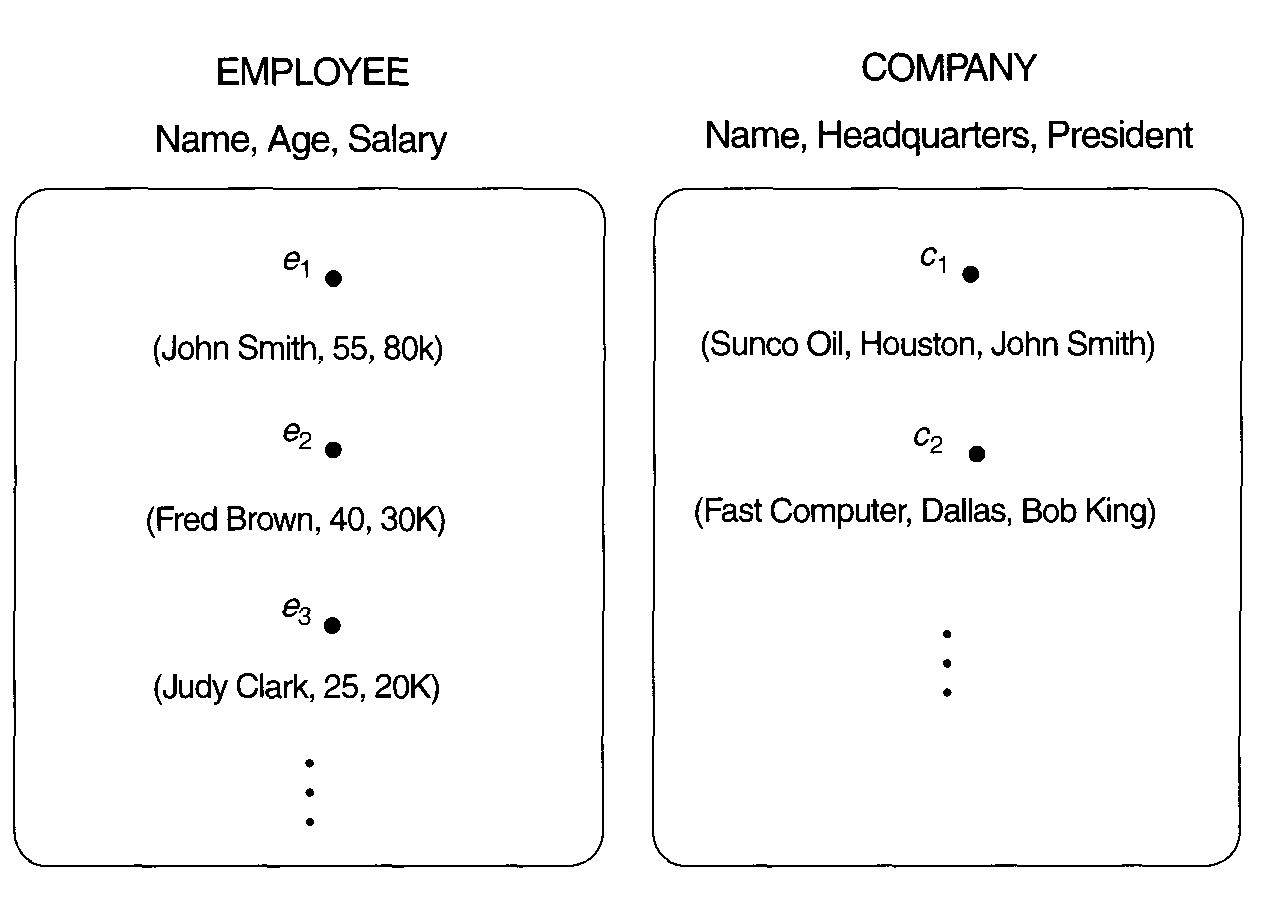 EMPLOYEE
Name, Age, Salary
e1
(John Smith, 55, 80k)
e2
(Fred Brown, 40, 30K)
e3
(Judy Clark, 25, 20K)
COMPANY
Name, Headquarters, President
c1
(Sunco Oil, Houston, John Smith)
c2
(Fast Computer, Dallas, Bob King)